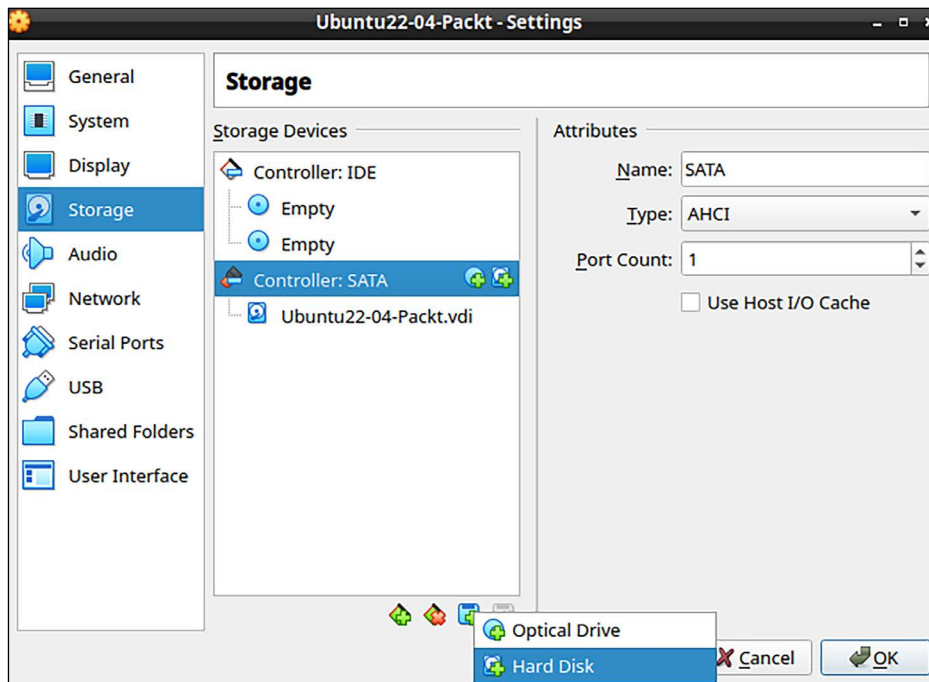 Ubuntu22-04-Packt - Settings
General
System
Display
Storage
Audio
Network
Serial Ports
USB
Shared Folders
User Interface
Storage
Storage Devices
Controller: IDE
Empty
Empty
Controller: SATA
Ubuntu22-04-Packt.vdi
Attributes
Name: SATA
Type: AHCI
Port Count: 1
Use Host I/O Cache
Optical Drive
Hard Disk
Cancel
OK